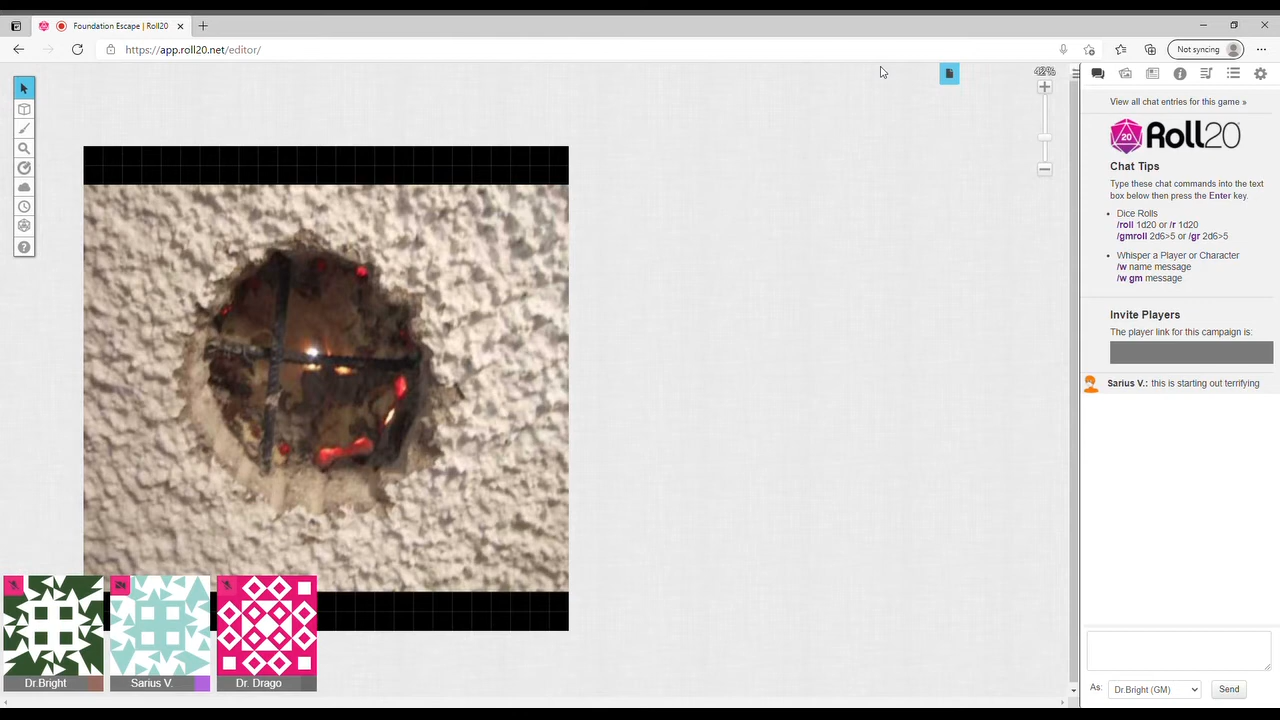 Foundation Escape | Roll20
https://app.roll20.net/editor/
Not syncing
42%
View all chat entries for this game »
20 Roll20
Chat Tips
Type these chat commands into the text
box below then press the Enter key.
• Dice Rolls
/roll 1d20 or /r 1d20
/gmroll 2d6>5 or /gr 2d6>5
• Whisper a Player or Character
/w name message
/w gm message
Invite Players
The player link for this campaign is:
Sarius V.: this is starting out terrifying
Dr.Bright
Sarius V.
Dr. Drago
As:
Dr.Bright (GM)
Send